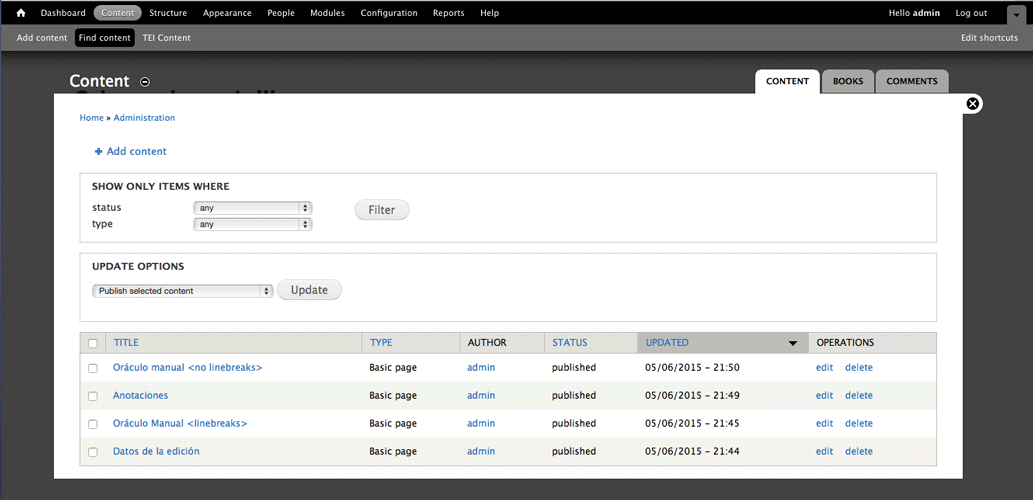 Dashboard Content Structure Appearance People Modules Configuration Reports Help Hello admin Log out
Add content Find content TEI Content Edit shortcuts
Content CONTENT BOOKS COMMENTS
Home » Administration
+ Add content
SHOW ONLY ITEMS WHERE
status any Filter
type any
UPDATE OPTIONS
Publish selected content Update
TITLE TYPE AUTHOR STATUS UPDATED OPERATIONS
Oráculo manual <no linebreaks> Basic page admin published 05/06/2015 - 21:50 edit delete
Anotaciones Basic page admin published 05/06/2015 - 21:49 edit delete
Oráculo Manual <linebreaks> Basic page admin published 05/06/2015 - 21:45 edit delete
Datos de la edición Basic page admin published 05/06/2015 - 21:44 edit delete